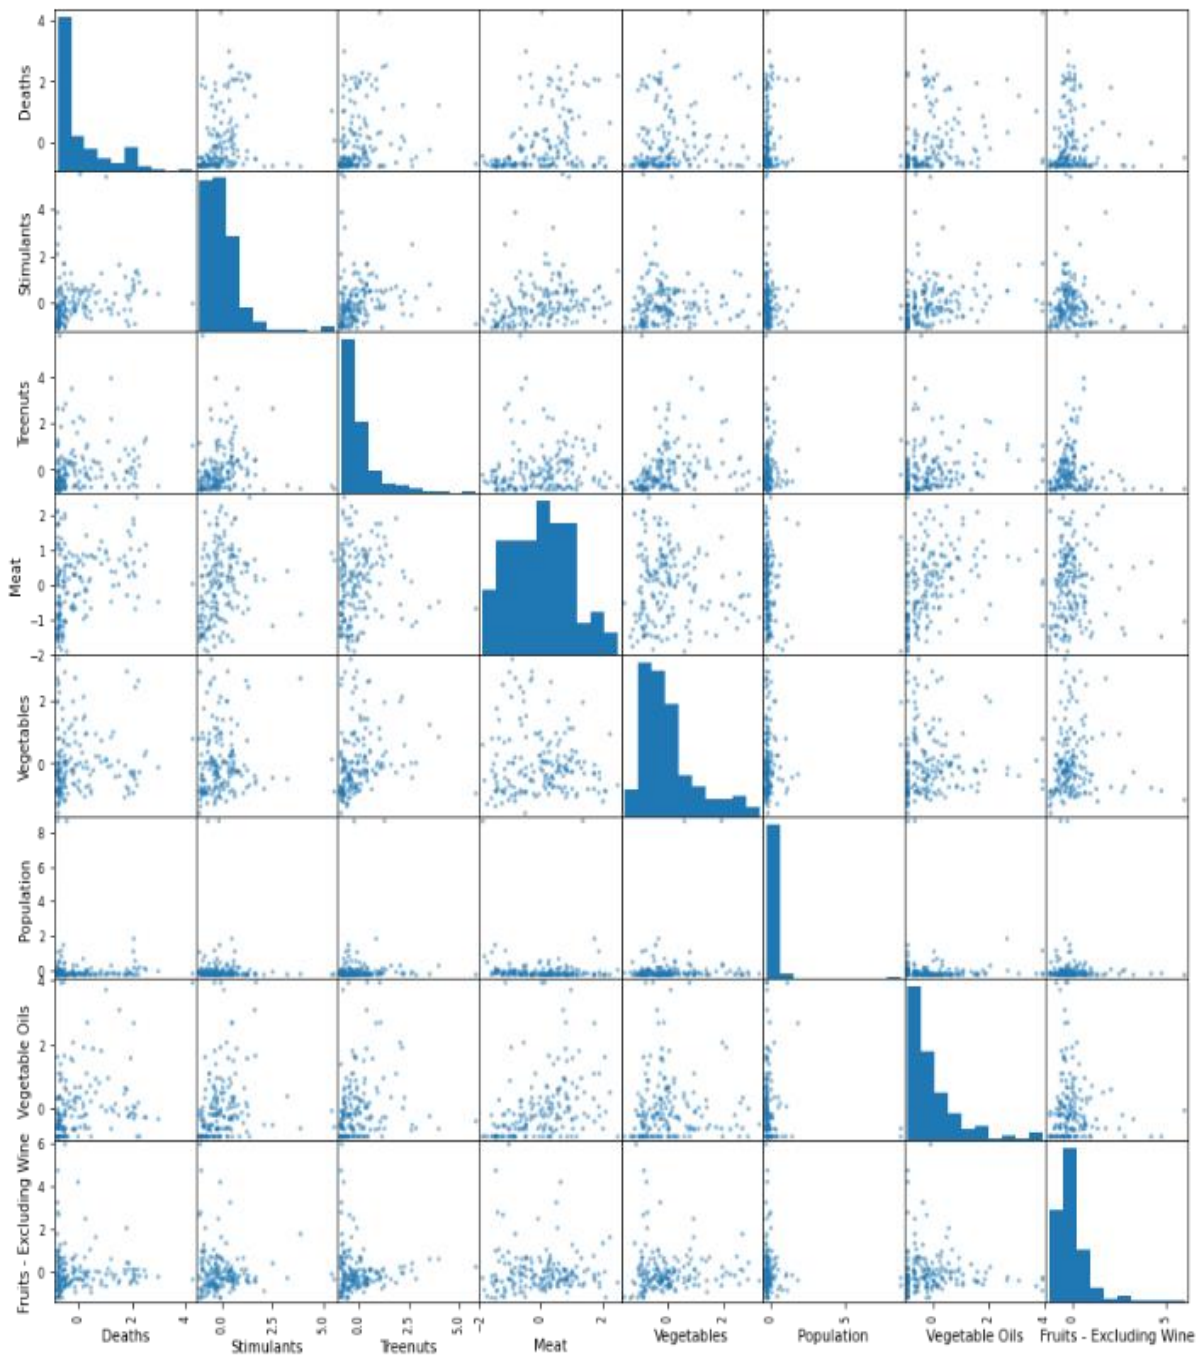 4
2
0
Deaths
4
2
0
Stimulants
4
2
0
Treenuts
2
1
0
−1
−2
Meat
2
0
Vegetables
8
6
4
2
0
Population
4
2
0
Vegetable Oils
6
4
2
0
Fruits - Excluding Wine
0 2 4 0.0 2.5 5.0 0.0 2.5 5.0 −2 0 2 0 2 0 5 0 2 4 0 5
Deaths Stimulants Treenuts Meat Vegetables Population Vegetable Oils Fruits - Excluding Wine